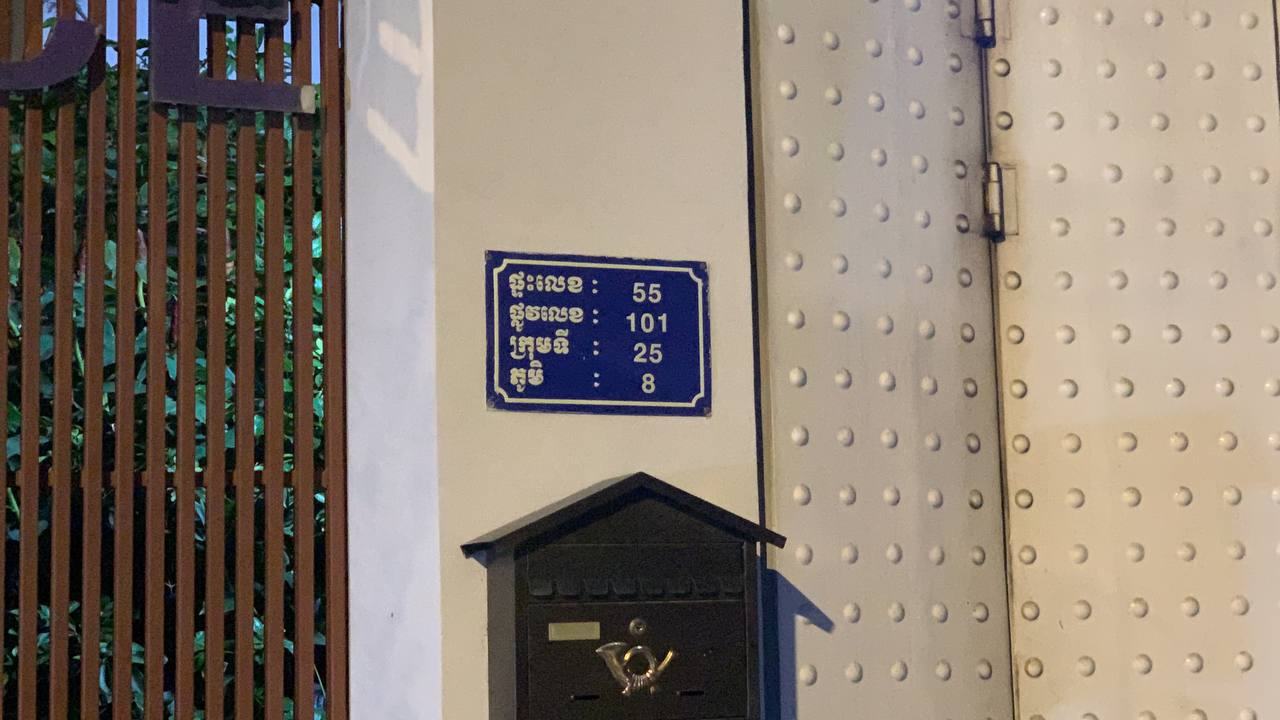 CE
ផ្ទះលេខ : 55
ផ្លូវលេខ : 101
ក្រុមទី : 25
ភូមិ : 8